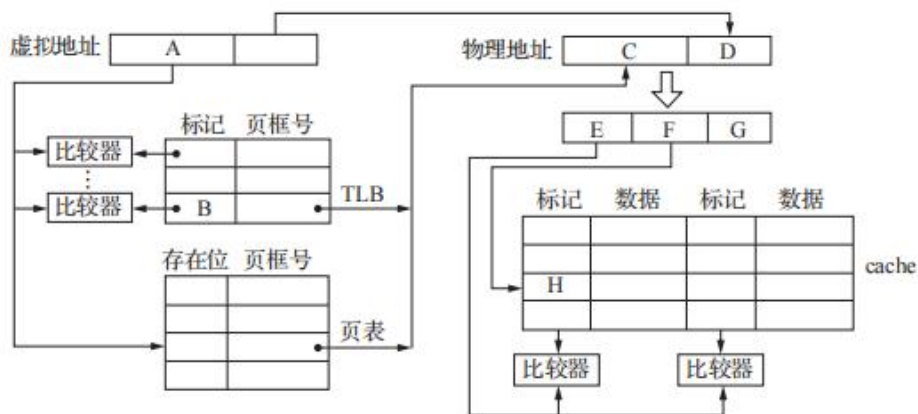 虚拟地址 A
物理地址 C D
E F G
标记 页框号
比较器
⋮
比较器
B
TLB
标记 数据 标记 数据
H
cache
存在位 页框号
页表
比较器 比较器